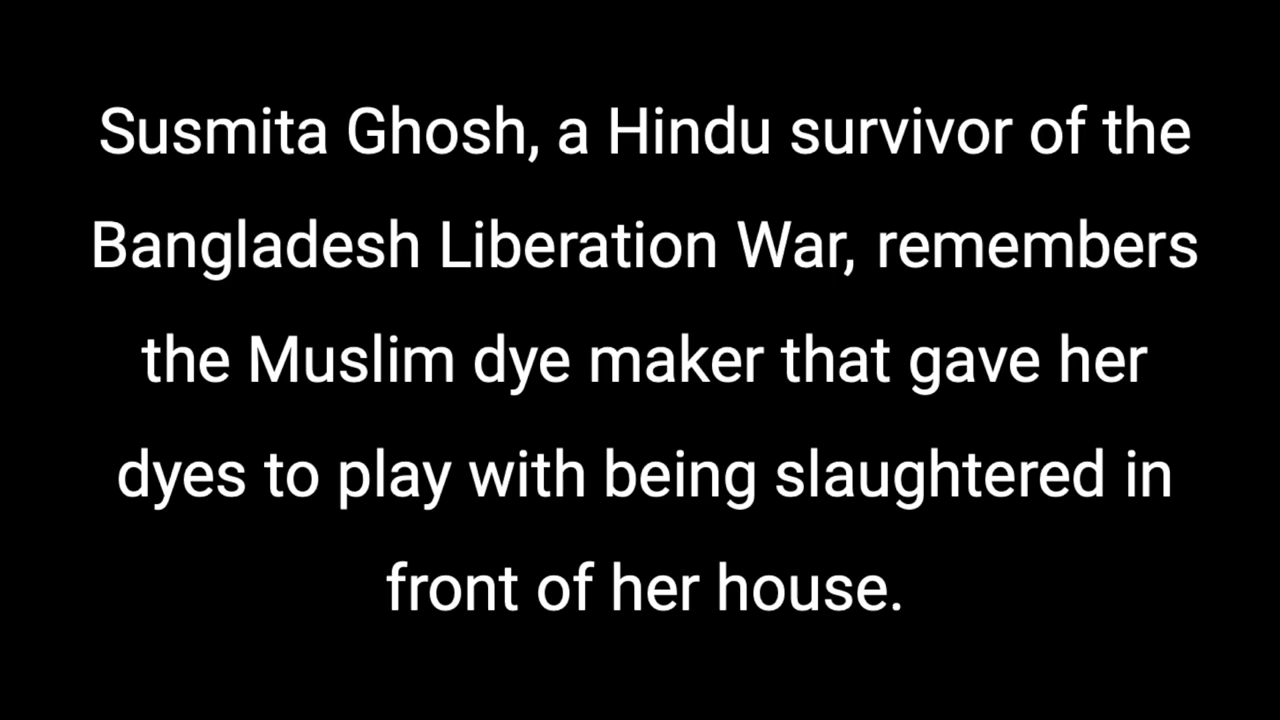 Susmita Ghosh, a Hindu survivor of the
Bangladesh Liberation War, remembers
the Muslim dye maker that gave her
dyes to play with being slaughtered in
front of her house.